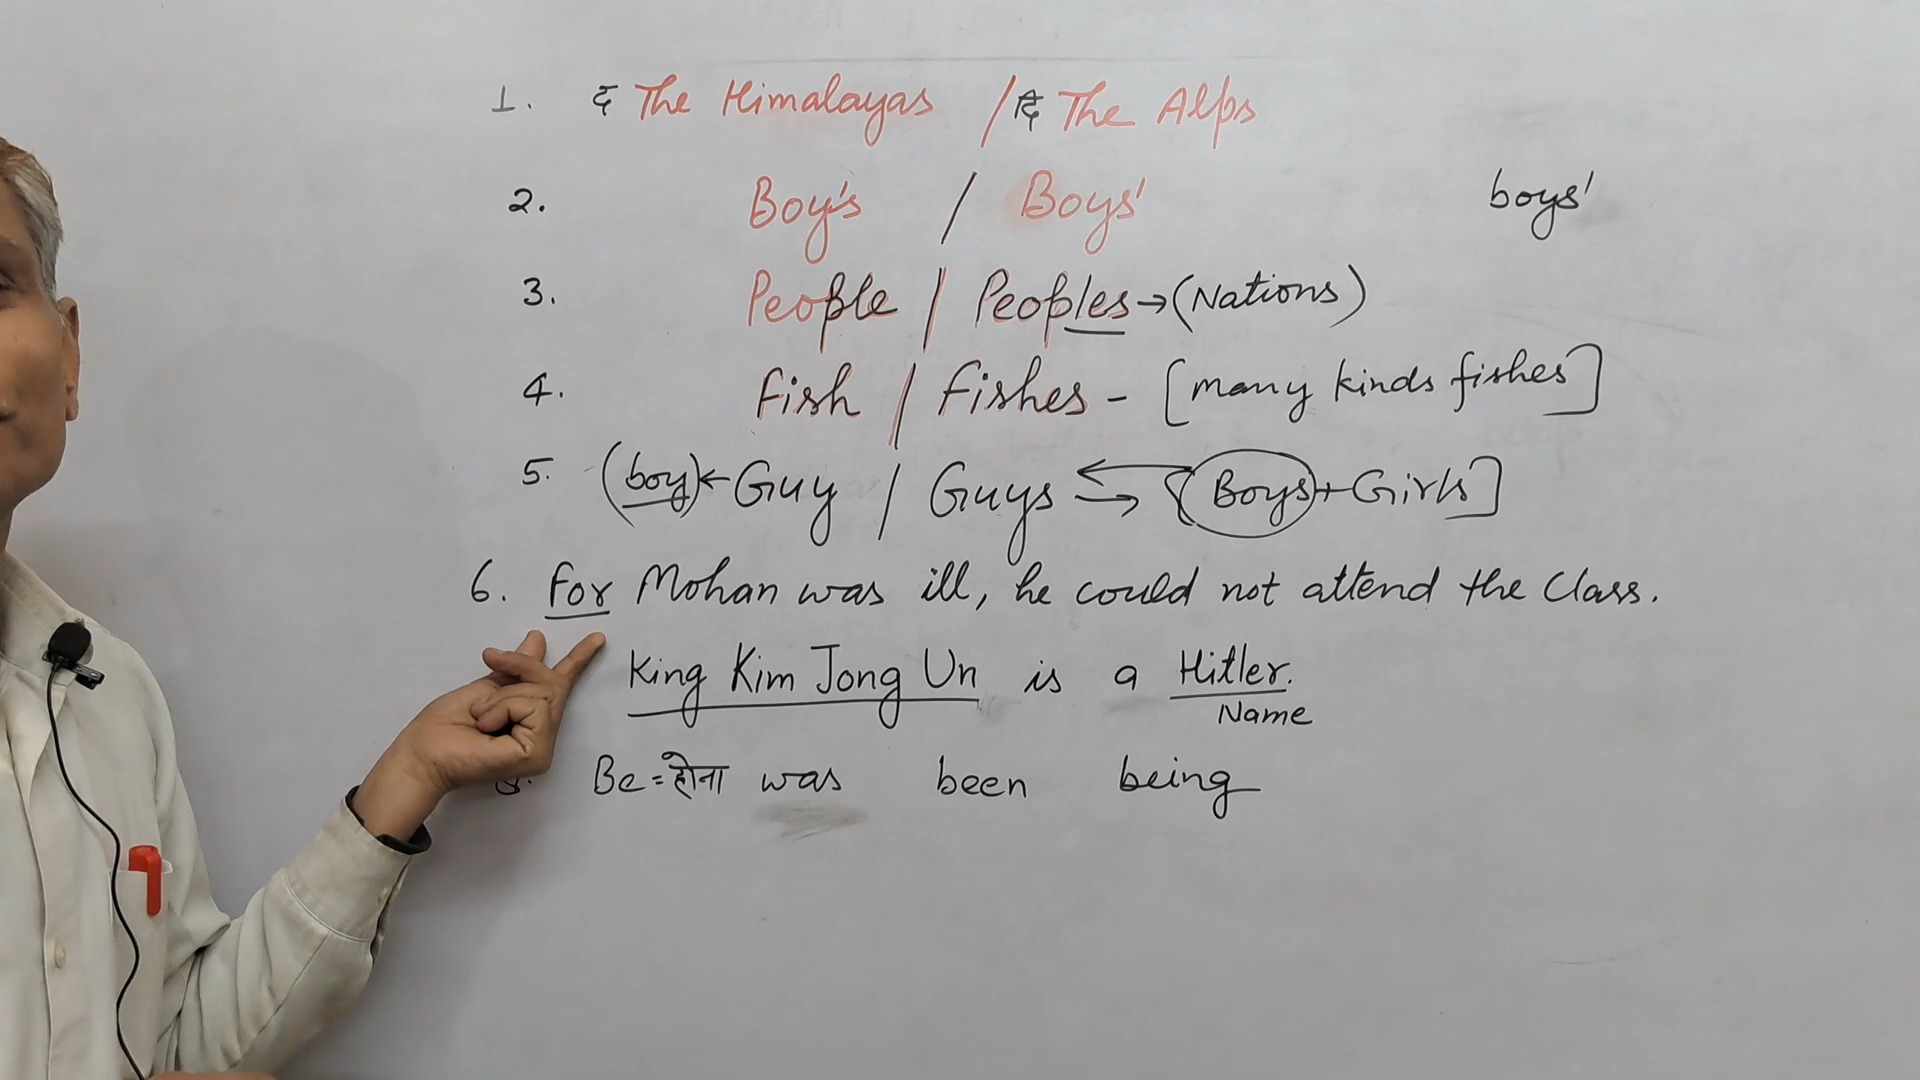 1. द The Himalayas / दि The Alps
2. Boy's / Boys' boys'
3. People / Peoples → (Nations)
4. Fish / Fishes - [many kinds fishes]
5. (boy) ← Guy / Guys ⇄ [Boys + Girls]
6. For Mohan was ill, he could not attend the Class.
King Kim Jong Un is a Hitler.
Name
Be = होना was been being